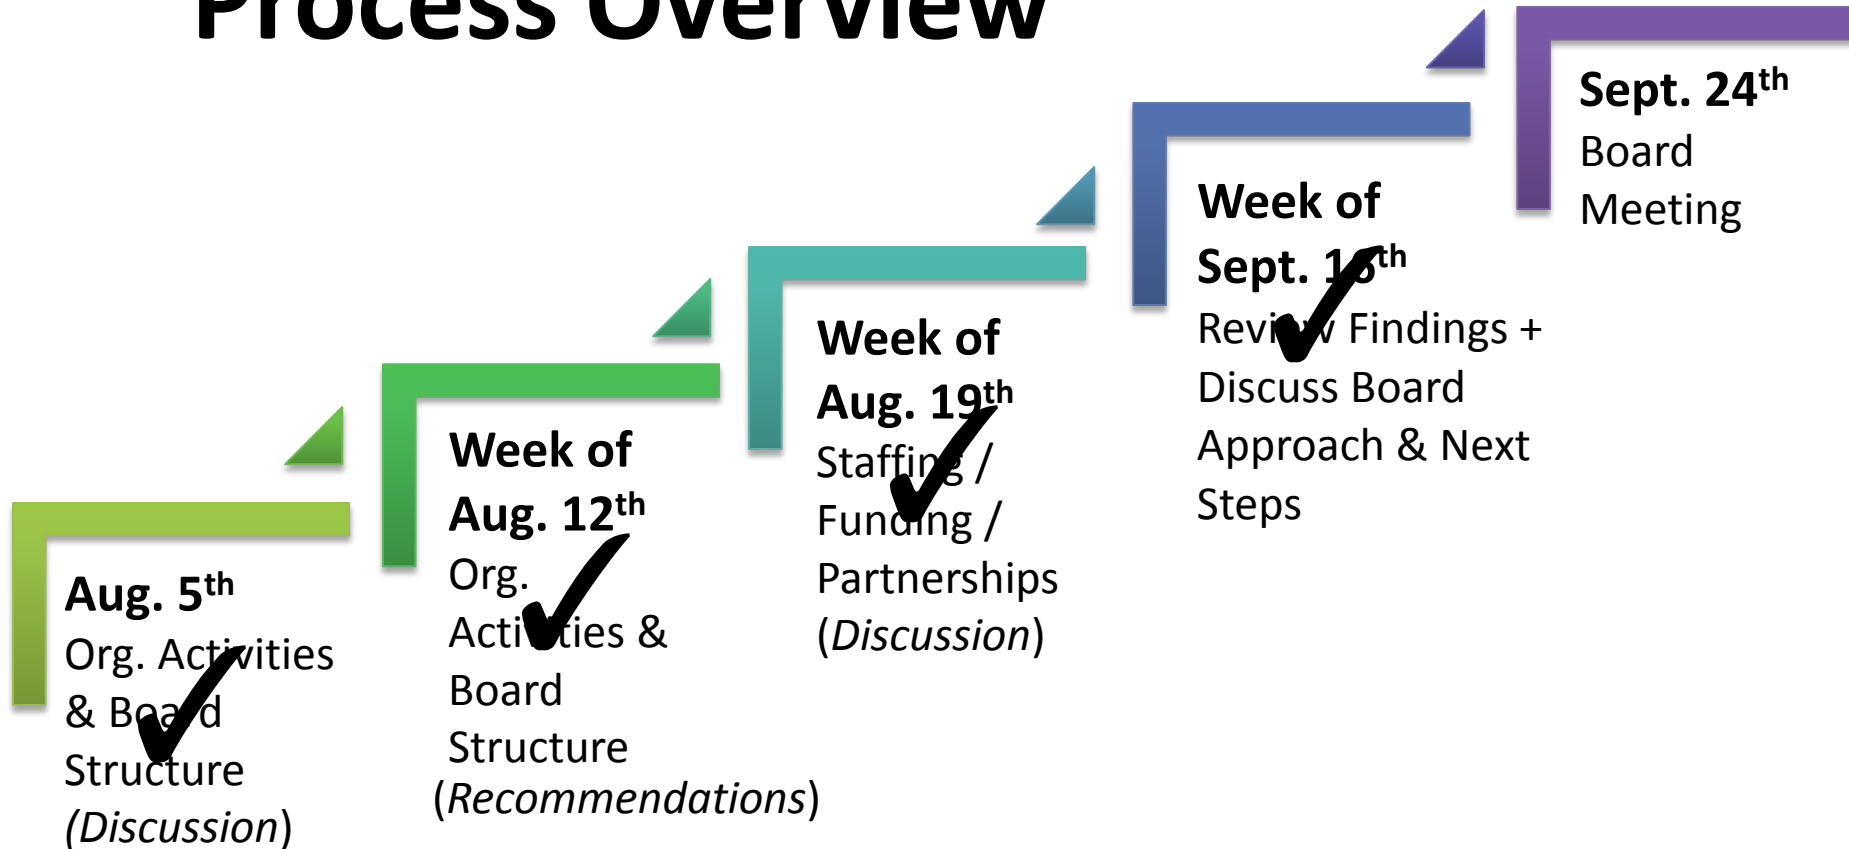 Process Overview
Aug. 5th
Org. Activities
& Board
Structure
(Discussion)
Week of
Aug. 12th
Org.
Activities &
Board
Structure
(Recommendations)
Week of
Aug. 19th
Staffing /
Funding /
Partnerships
(Discussion)
Week of
Sept. 16th
Review Findings +
Discuss Board
Approach & Next
Steps
Sept. 24th
Board
Meeting